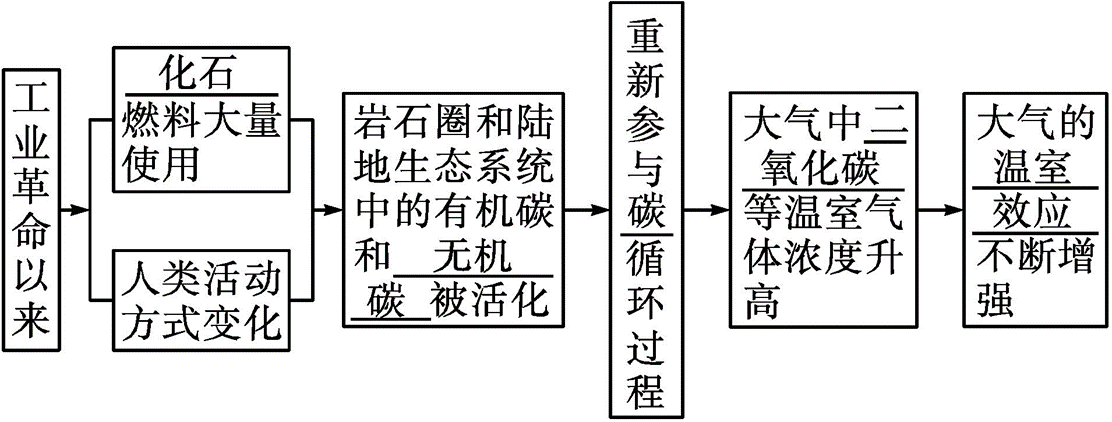 工业革命以来
化石
燃料大量
使用
人类活动
方式变化
岩石圈和陆
地生态系统
中的有机碳
和无机
碳被活化
重新参与碳循环过程
大气中二
氧化碳
等温室气
体浓度升
高
大气的
温室
效应
不断增
强